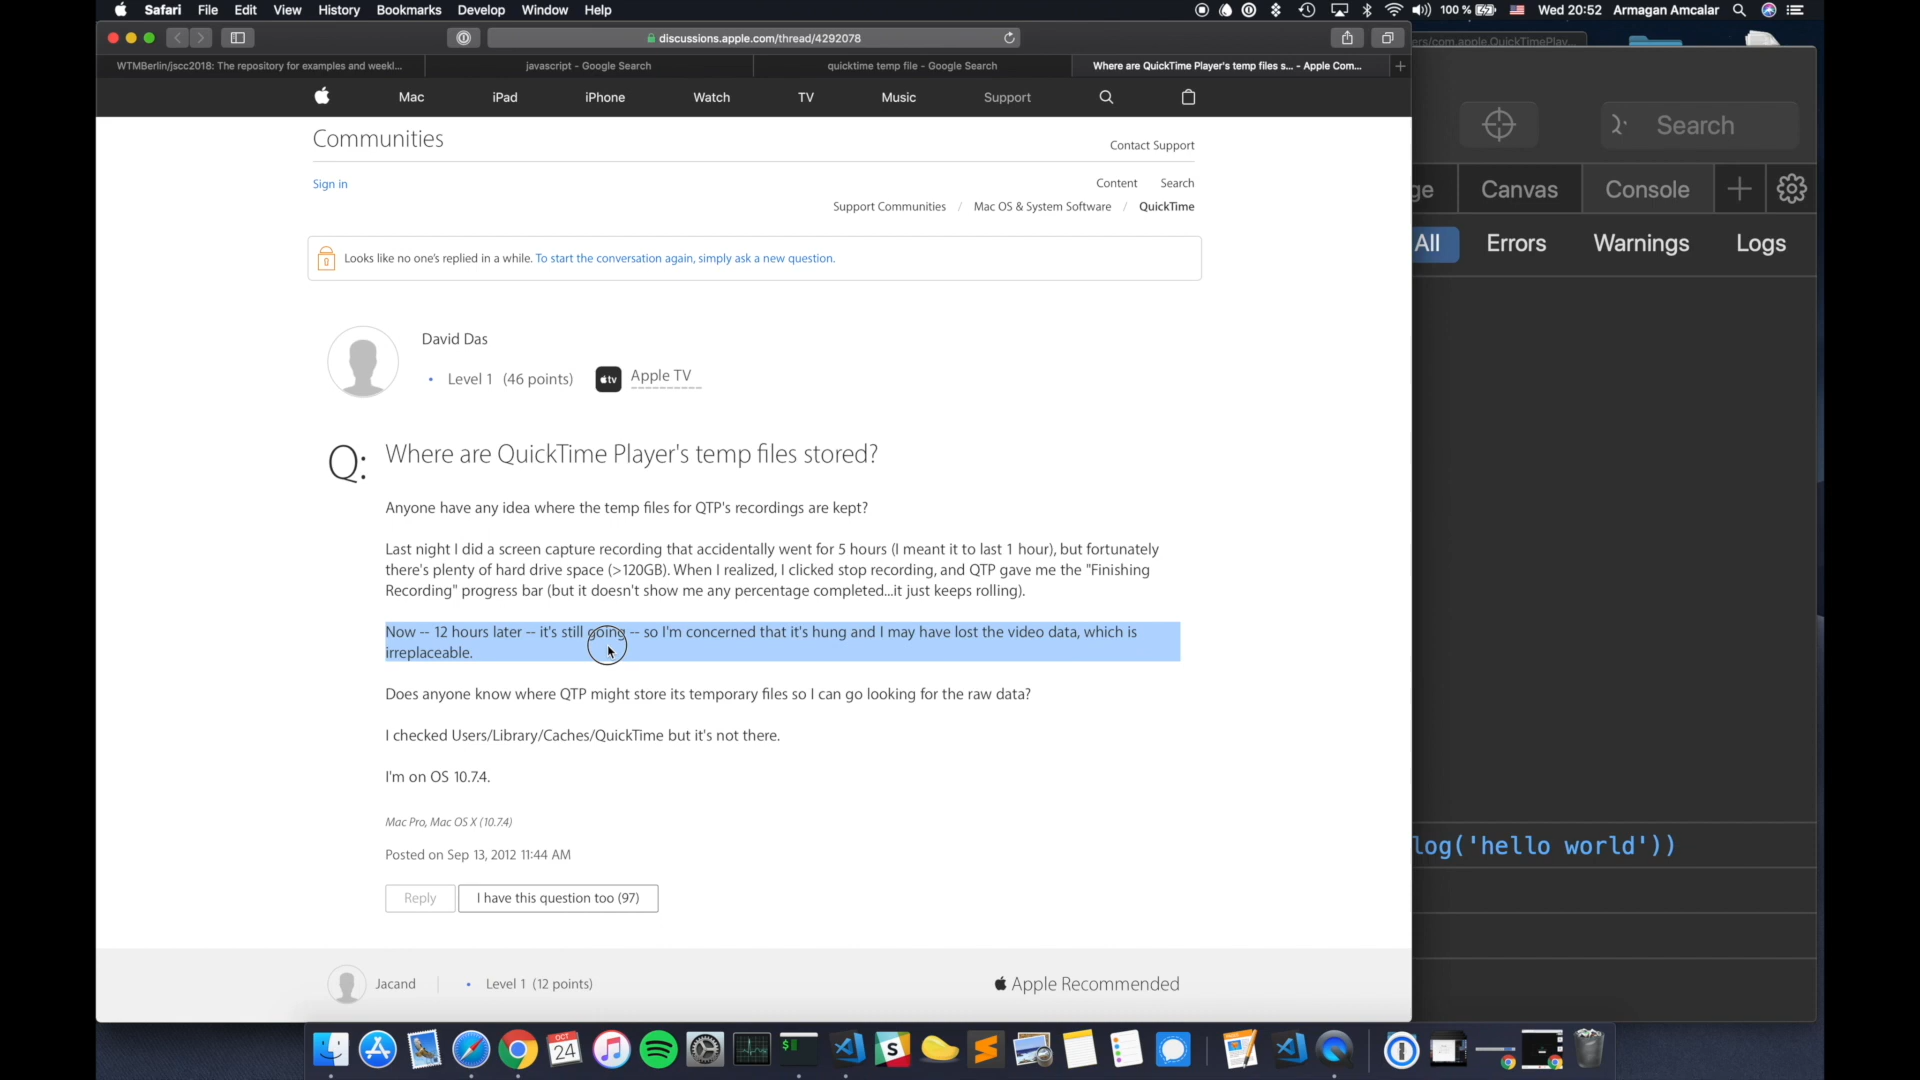 Safari File Edit View History Bookmarks Develop Window Help 100 % Wed 20:52 Armagan Amcalar
discussions.apple.com/thread/4292078
WTMBerlin/jscc2018: The repository for examples and weekl... javascript - Google Search quicktime temp file - Google Search Where are QuickTime Player's temp files s... - Apple Com...
Mac iPad iPhone Watch TV Music Support
Communities
Contact Support
Sign in
Content Search
Support Communities / Mac OS & System Software / QuickTime
Looks like no one's replied in a while. To start the conversation again, simply ask a new question.
David Das
Level 1 (46 points) tv Apple TV
Q: Where are QuickTime Player's temp files stored?
Anyone have any idea where the temp files for QTP's recordings are kept?
Last night I did a screen capture recording that accidentally went for 5 hours (I meant it to last 1 hour), but fortunately
there's plenty of hard drive space (>120GB). When I realized, I clicked stop recording, and QTP gave me the "Finishing
Recording" progress bar (but it doesn't show me any percentage completed...it just keeps rolling).
Now -- 12 hours later -- it's still going -- so I'm concerned that it's hung and I may have lost the video data, which is
irreplaceable.
Does anyone know where QTP might store its temporary files so I can go looking for the raw data?
I checked Users/Library/Caches/QuickTime but it's not there.
I'm on OS 10.7.4.
Mac Pro, Mac OS X (10.7.4)
Posted on Sep 13, 2012 11:44 AM
Reply I have this question too (97)
Jacand Level 1 (12 points) Apple Recommended
ers/com.apple.QuickTimePlay...
Search
ge Canvas Console
All Errors Warnings Logs
log('hello world'))
OCT
24